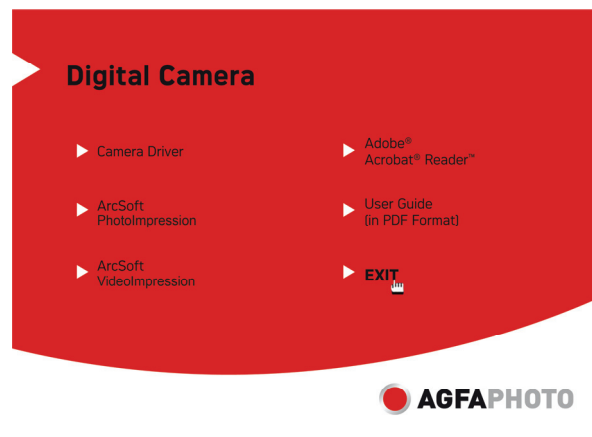 Digital Camera
Camera Driver
ArcSoft
PhotoImpression
ArcSoft
VideoImpression
Adobe®
Acrobat® Reader™
User Guide
(in PDF Format)
EXIT
AGFAPHOTO